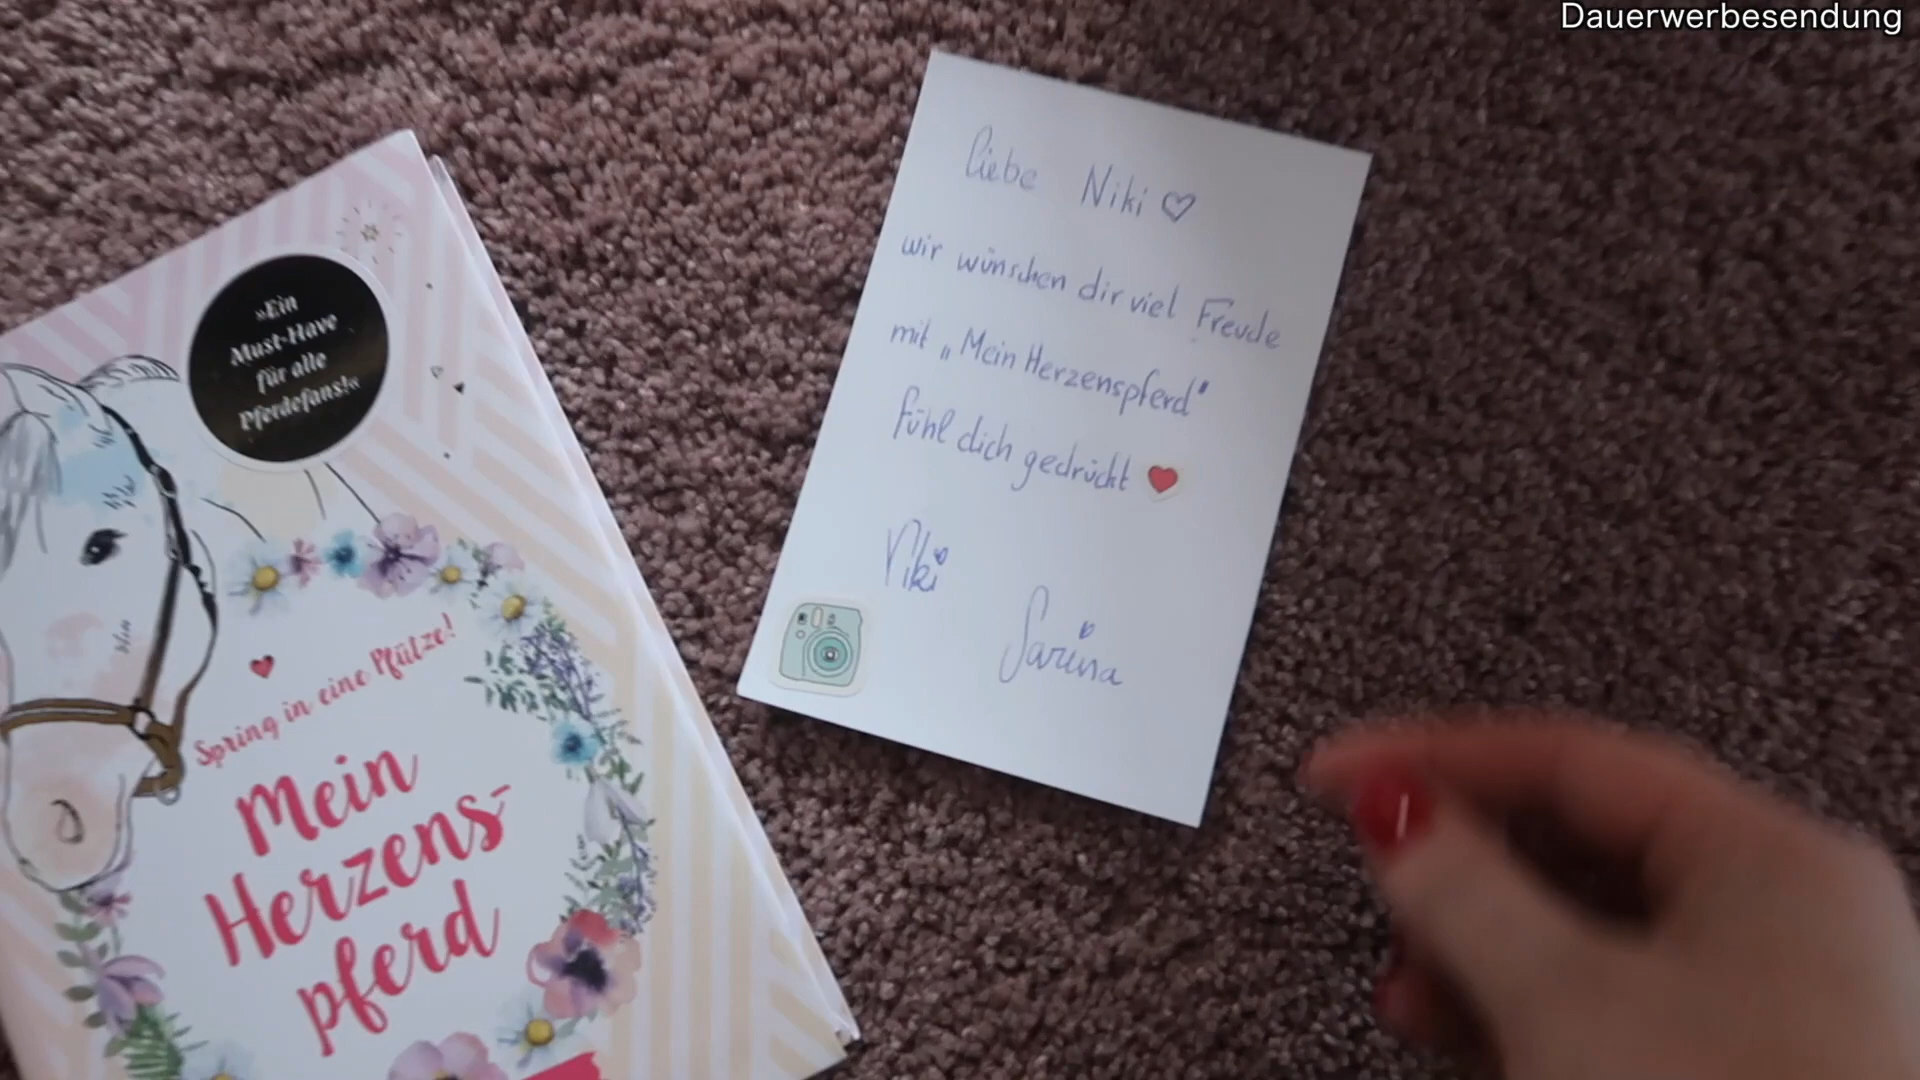 Dauerwerbesendung
»Ein
Must-Have
für alle
Pferdefans!«
Spring in eine Pfütze!
Mein
Herzens-
pferd
liebe Niki ♡
wir wünschen dir viel Freude
mit „Mein Herzenspferd"
fühl dich gedrückt ❤
Viki
Sarina